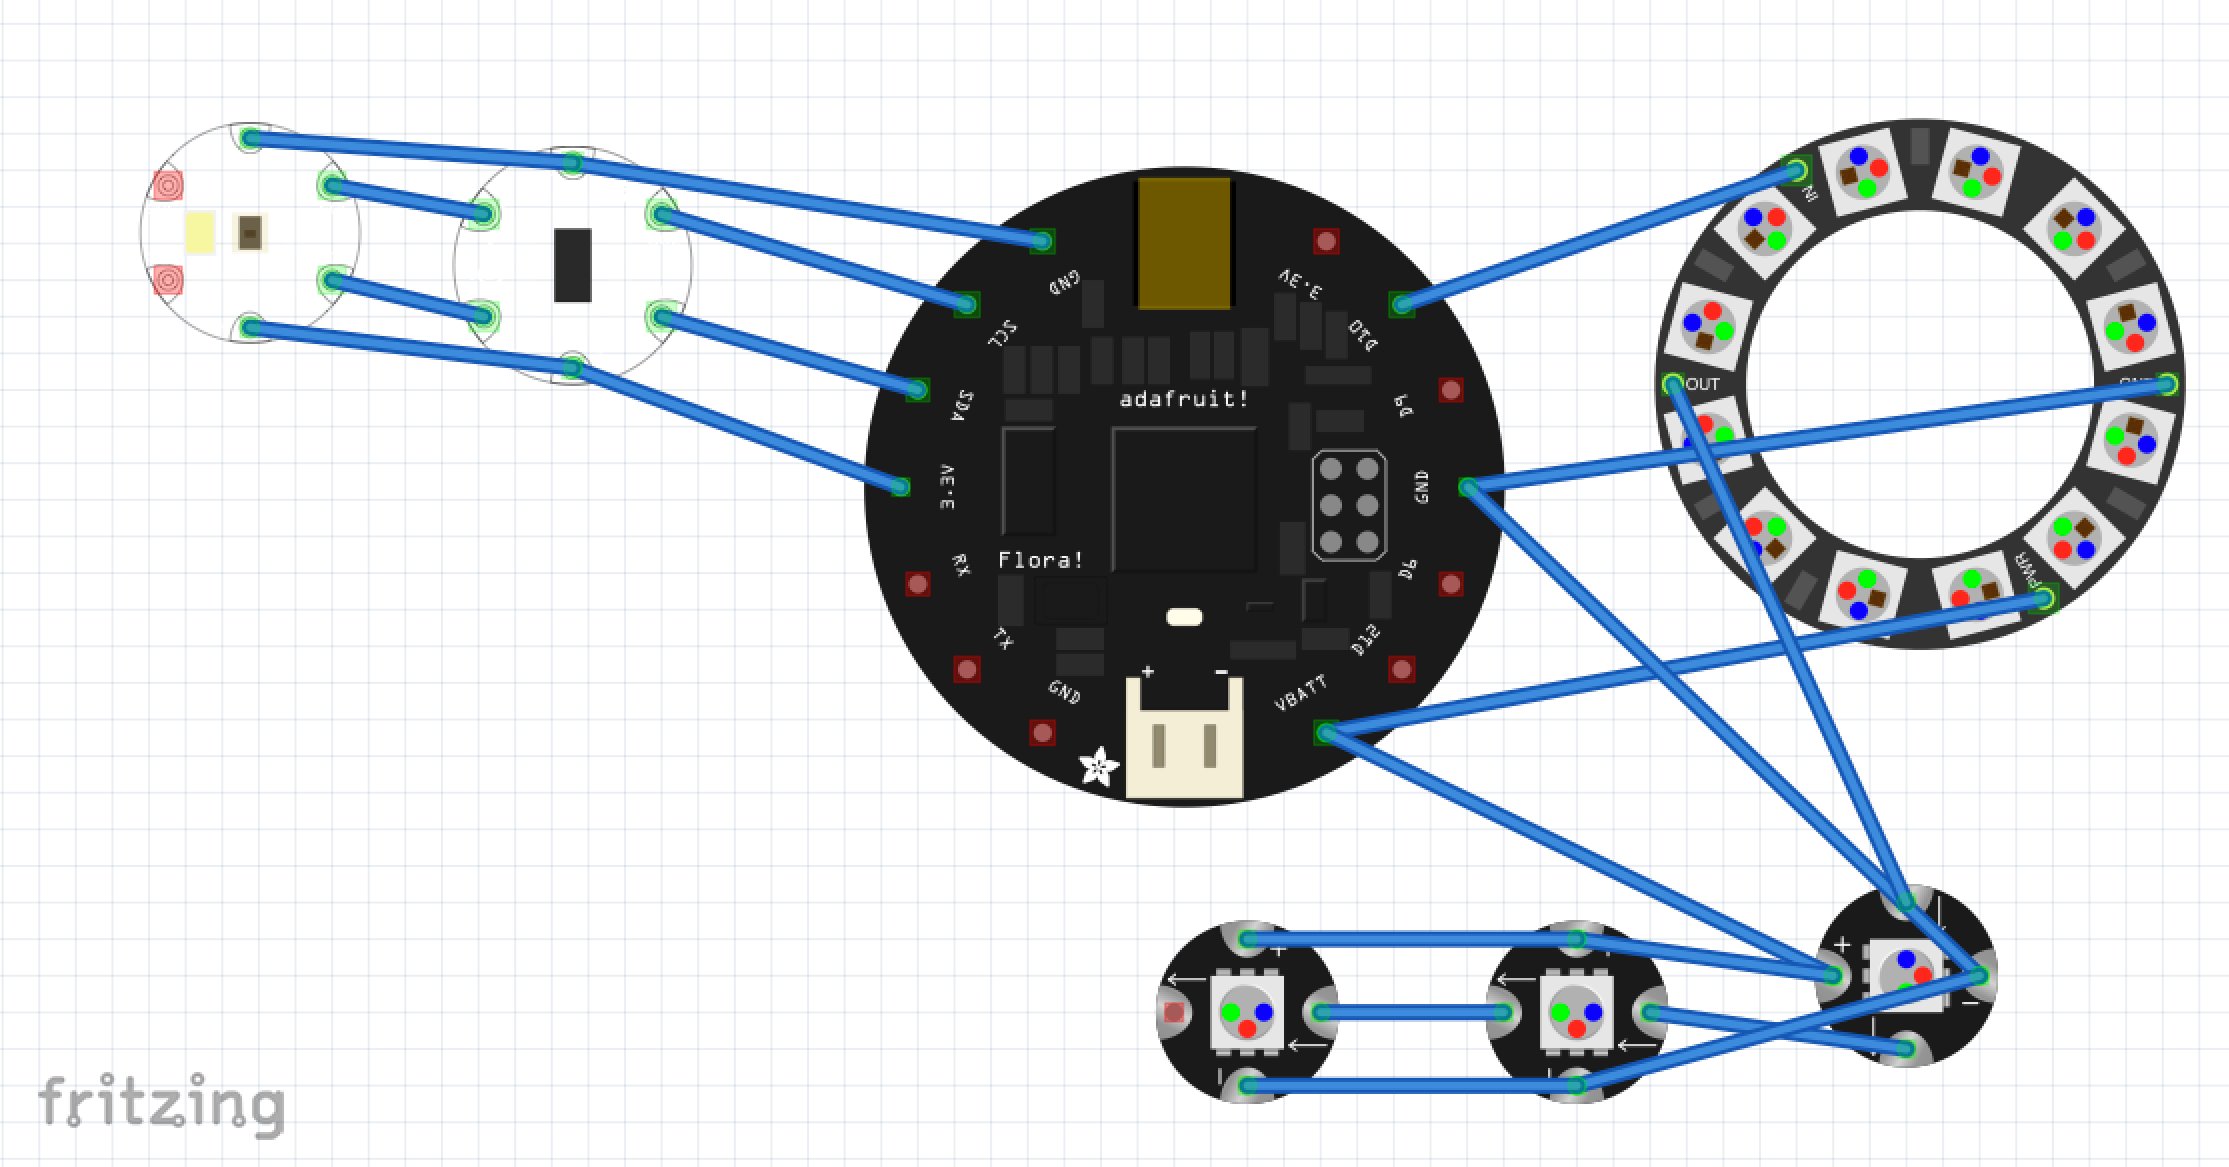 GND
3.3V
SCL
D10
IN
SDA
adafruit!
D9
OUT
3.3V
GND
Flora!
RX
D6
PWR
TX
D12
+ -
GND
VBATT
+
+
-
fritzing